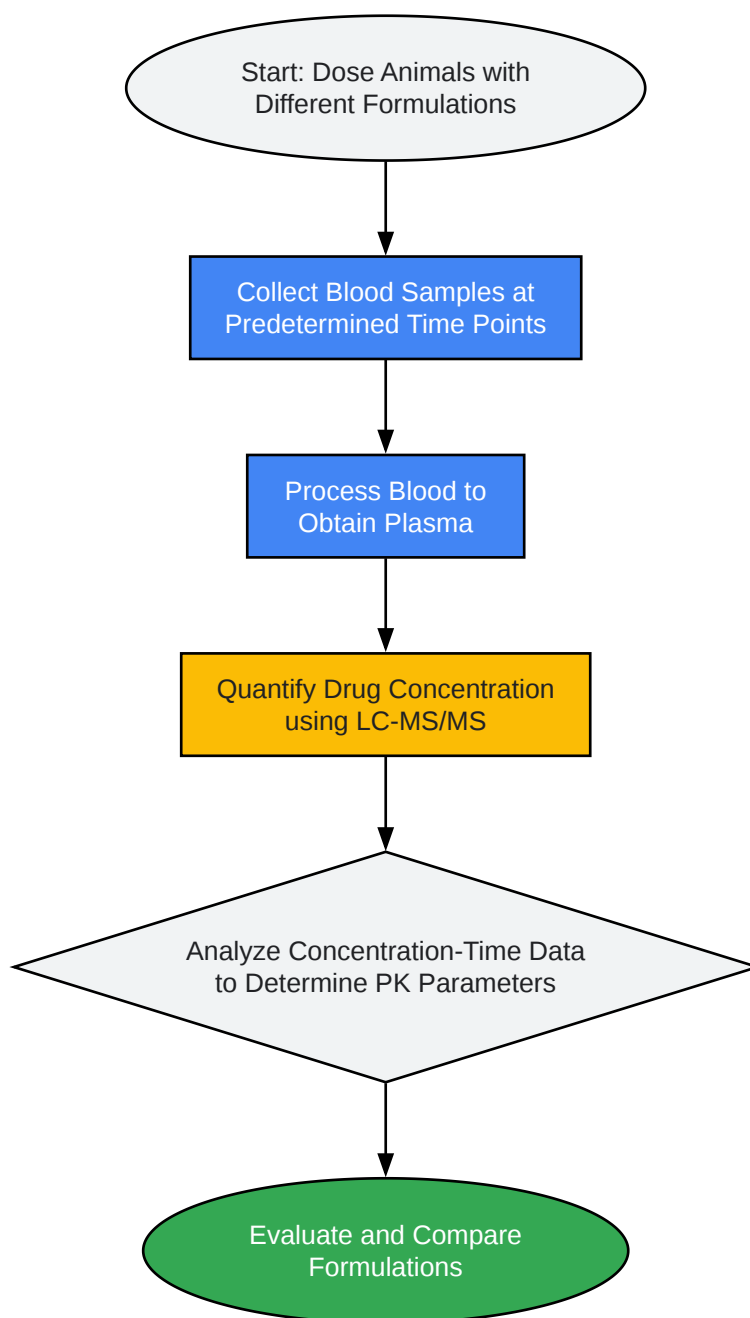 Start: Dose Animals with
Different Formulations
Collect Blood Samples at
Predetermined Time Points
Process Blood to
Obtain Plasma
Quantify Drug Concentration
using LC-MS/MS
Analyze Concentration-Time Data
to Determine PK Parameters
Evaluate and Compare
Formulations